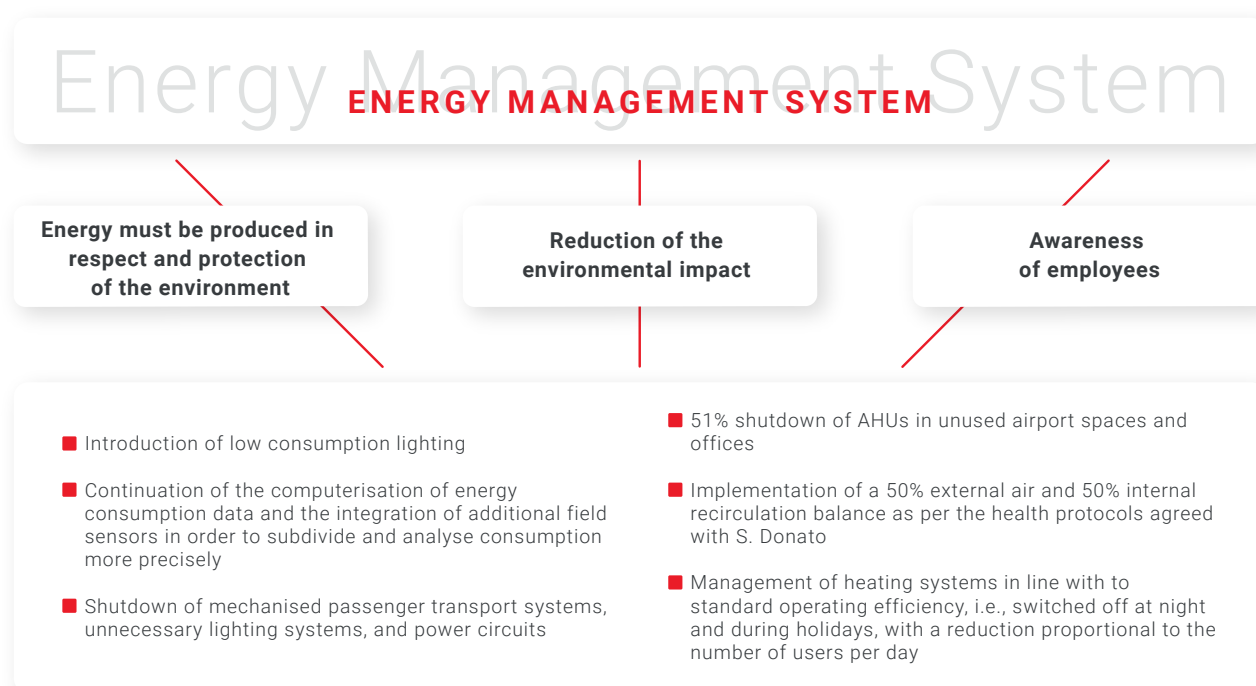 Energy Management System
ENERGY MANAGEMENT SYSTEM
Energy must be produced in
respect and protection
of the environment
Reduction of the
environmental impact
Awareness
of employees
Introduction of low consumption lighting
Continuation of the computerisation of energy
consumption data and the integration of additional field
sensors in order to subdivide and analyse consumption
more precisely
Shutdown of mechanised passenger transport systems,
unnecessary lighting systems, and power circuits
51% shutdown of AHUs in unused airport spaces and
offices
Implementation of a 50% external air and 50% internal
recirculation balance as per the health protocols agreed
with S. Donato
Management of heating systems in line with to
standard operating efficiency, i.e., switched off at night
and during holidays, with a reduction proportional to the
number of users per day